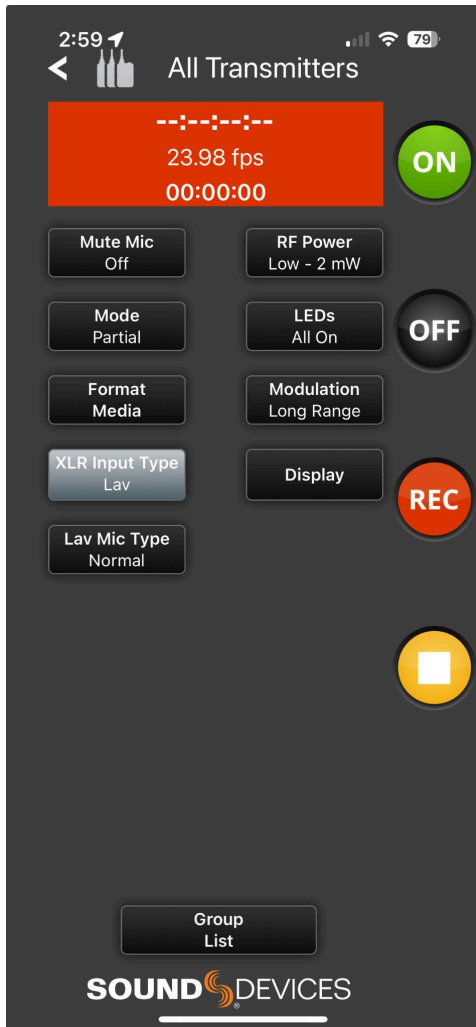 2:59
79
All Transmitters
--:--:--:--
23.98 fps
00:00:00
ON
Mute Mic
Off
RF Power
Low - 2 mW
Mode
Partial
LEDs
All On
OFF
Format
Media
Modulation
Long Range
XLR Input Type
Lav
Display
REC
Lav Mic Type
Normal
Group
List
SOUND DEVICES